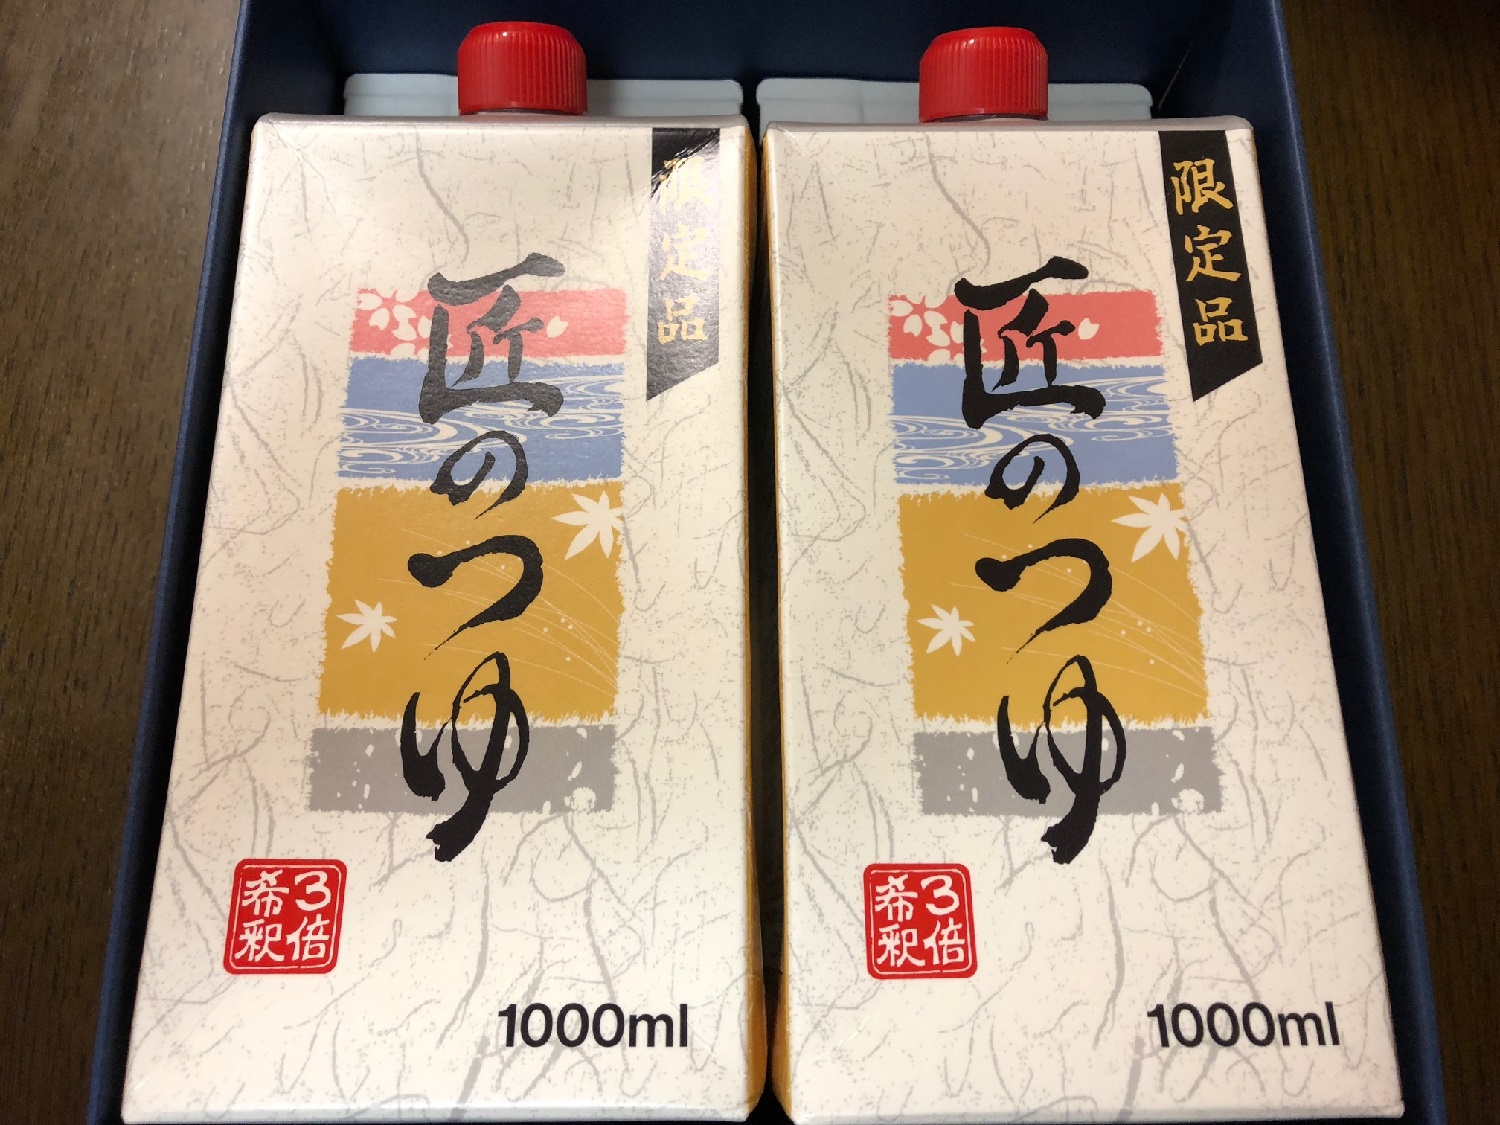 限定品
匠のつゆ
3倍
希釈
1000ml
限定品
匠のつゆ
3倍
希釈
1000ml